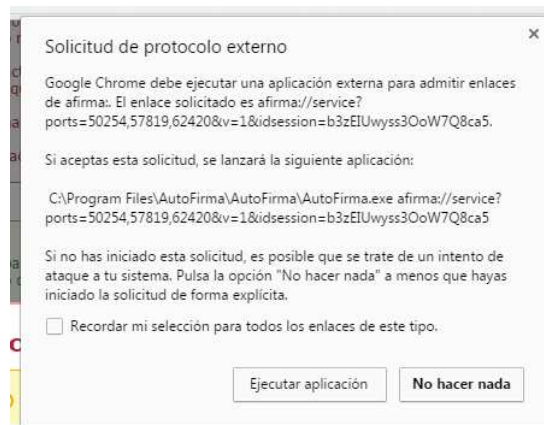 Solicitud de protocolo externo
Google Chrome debe ejecutar una aplicación externa para admitir enlaces
de afirma:. El enlace solicitado es afirma://service?
ports=50254,57819,62420&v=1&idsession=b3zEIUwyss3OoW7Q8ca5.
Si aceptas esta solicitud, se lanzará la siguiente aplicación:
C:\Program Files\AutoFirma\AutoFirma\AutoFirma.exe afirma://service?
ports=50254,57819,62420&v=1&idsession=b3zEIUwyss3OoW7Q8ca5
Si no has iniciado esta solicitud, es posible que se trate de un intento de
ataque a tu sistema. Pulsa la opción "No hacer nada" a menos que hayas
iniciado la solicitud de forma explícita.
Recordar mi selección para todos los enlaces de este tipo.
Ejecutar aplicación No hacer nada